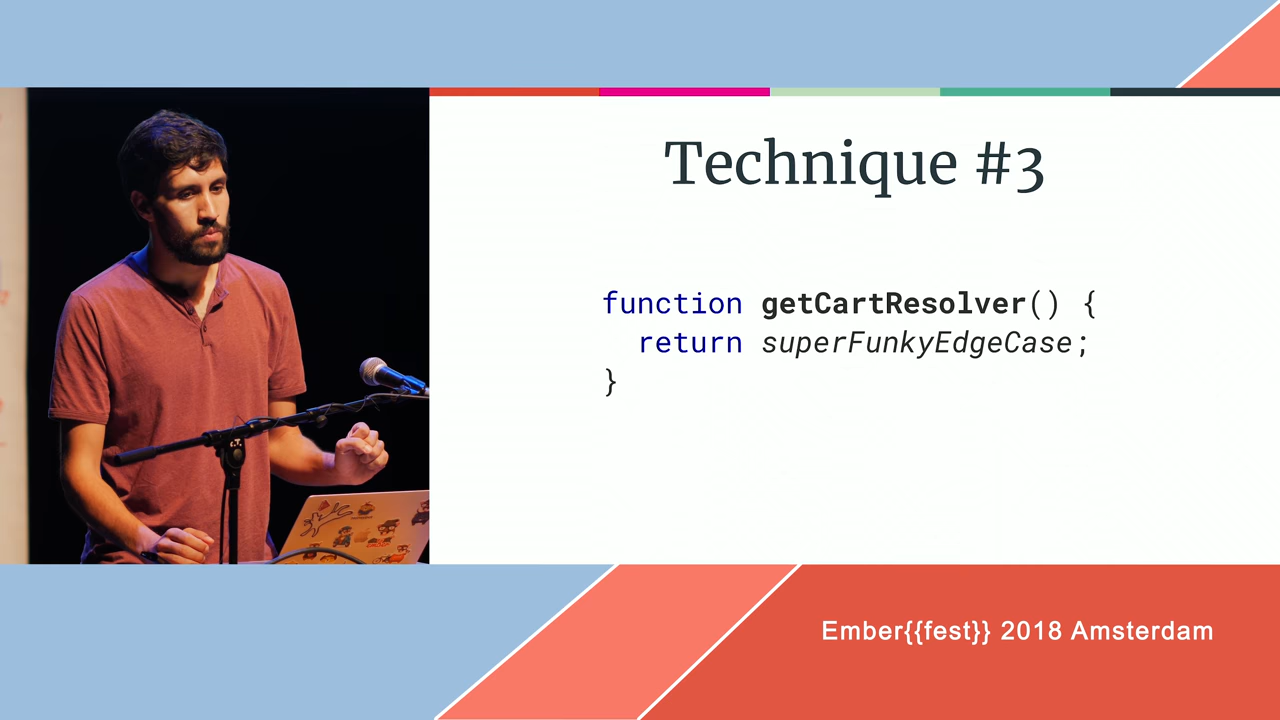 Technique #3
function getCartResolver() {
return superFunkyEdgeCase;
}
Ember{{fest}} 2018 Amsterdam